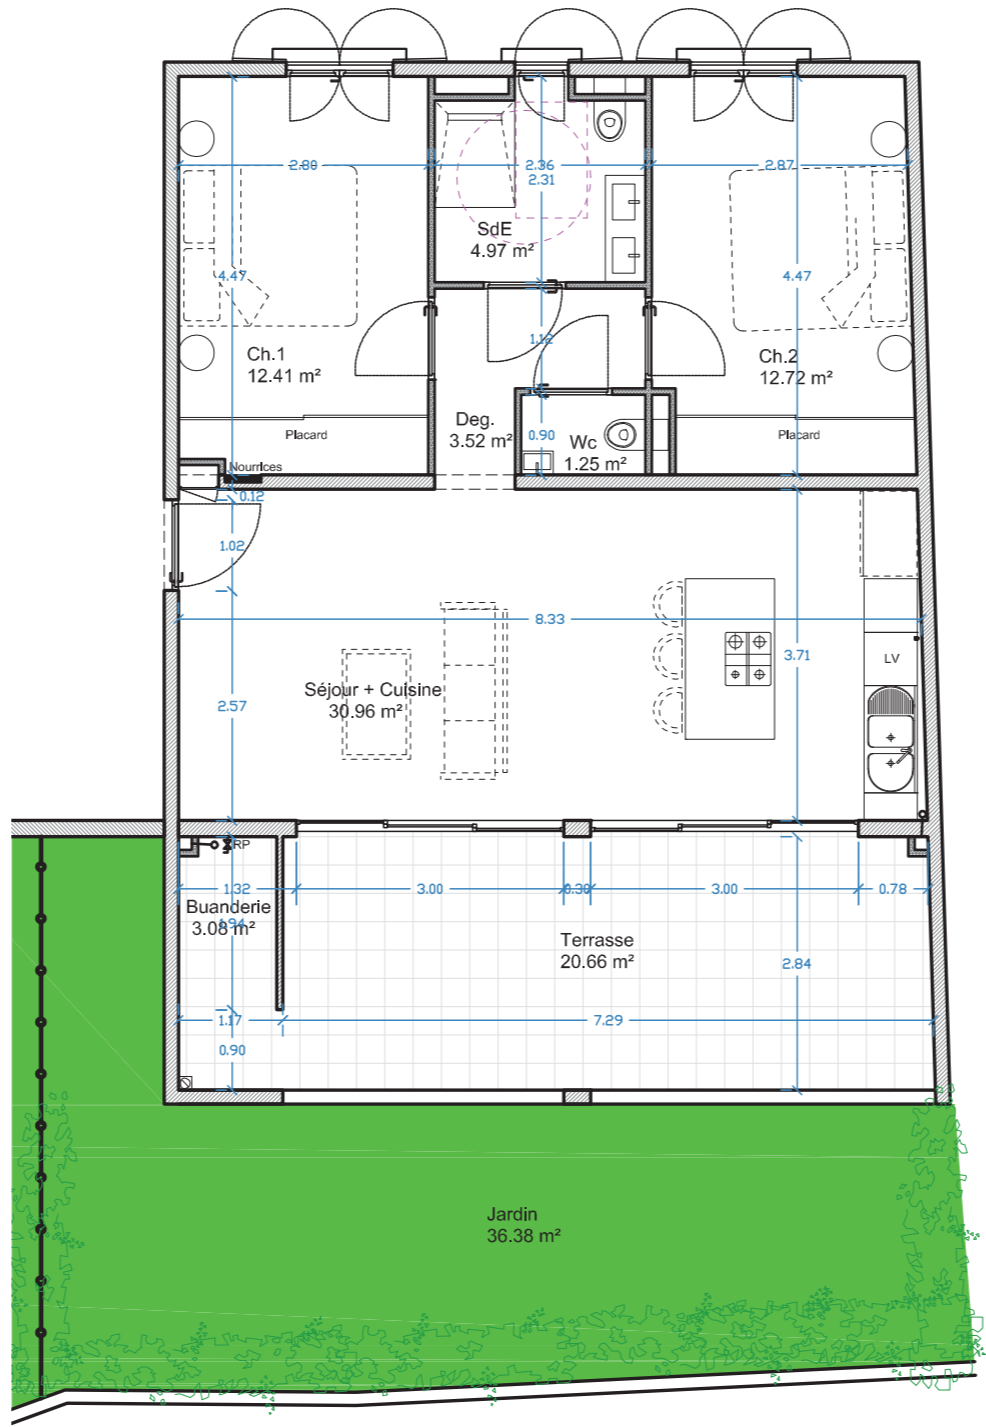 2.80
2.36
2.31
2.87
SdE
4.97 m²
4.47
4.47
1.12
Ch.1
12.41 m²
Ch.2
12.72 m²
Deg.
3.52 m²
Placard
0.90
Wc
1.25 m²
Placard
Nourrices
0.12
1.02
8.33
3.71
LV
Séjour + Cuisine
30.96 m²
2.57
RP
1.32
3.00
0.30
3.00
0.78
Buanderie
3.08 m²
1.94
Terrasse
20.66 m²
2.84
1.17
7.29
0.90
Jardin
36.38 m²